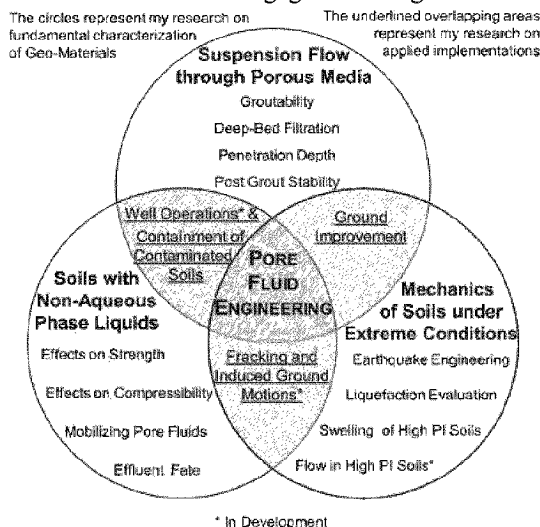 The circles represent my research on
fundamental characterization
of Geo-Materials
The underlined overlapping areas
represent my research on
applied implementations
Suspension Flow
through Porous Media
Groutability
Deep-Bed Filtration
Penetration Depth
Post Grout Stability
Well Operations* &
Containment of
Contaminated
Soils
Ground
Improvement
PORE
FLUID
ENGINEERING
Soils with
Non-Aqueous
Phase Liquids
Effects on Strength
Effects on Compressibility
Mobilizing Pore Fluids
Effluent Fate
Mechanics
of Soils under
Extreme Conditions
Earthquake Engineering
Liquefaction Evaluation
Swelling of High PI Soils
Flow in High PI Soils*
Fracking and
Induced Ground
Motions*
* In Development